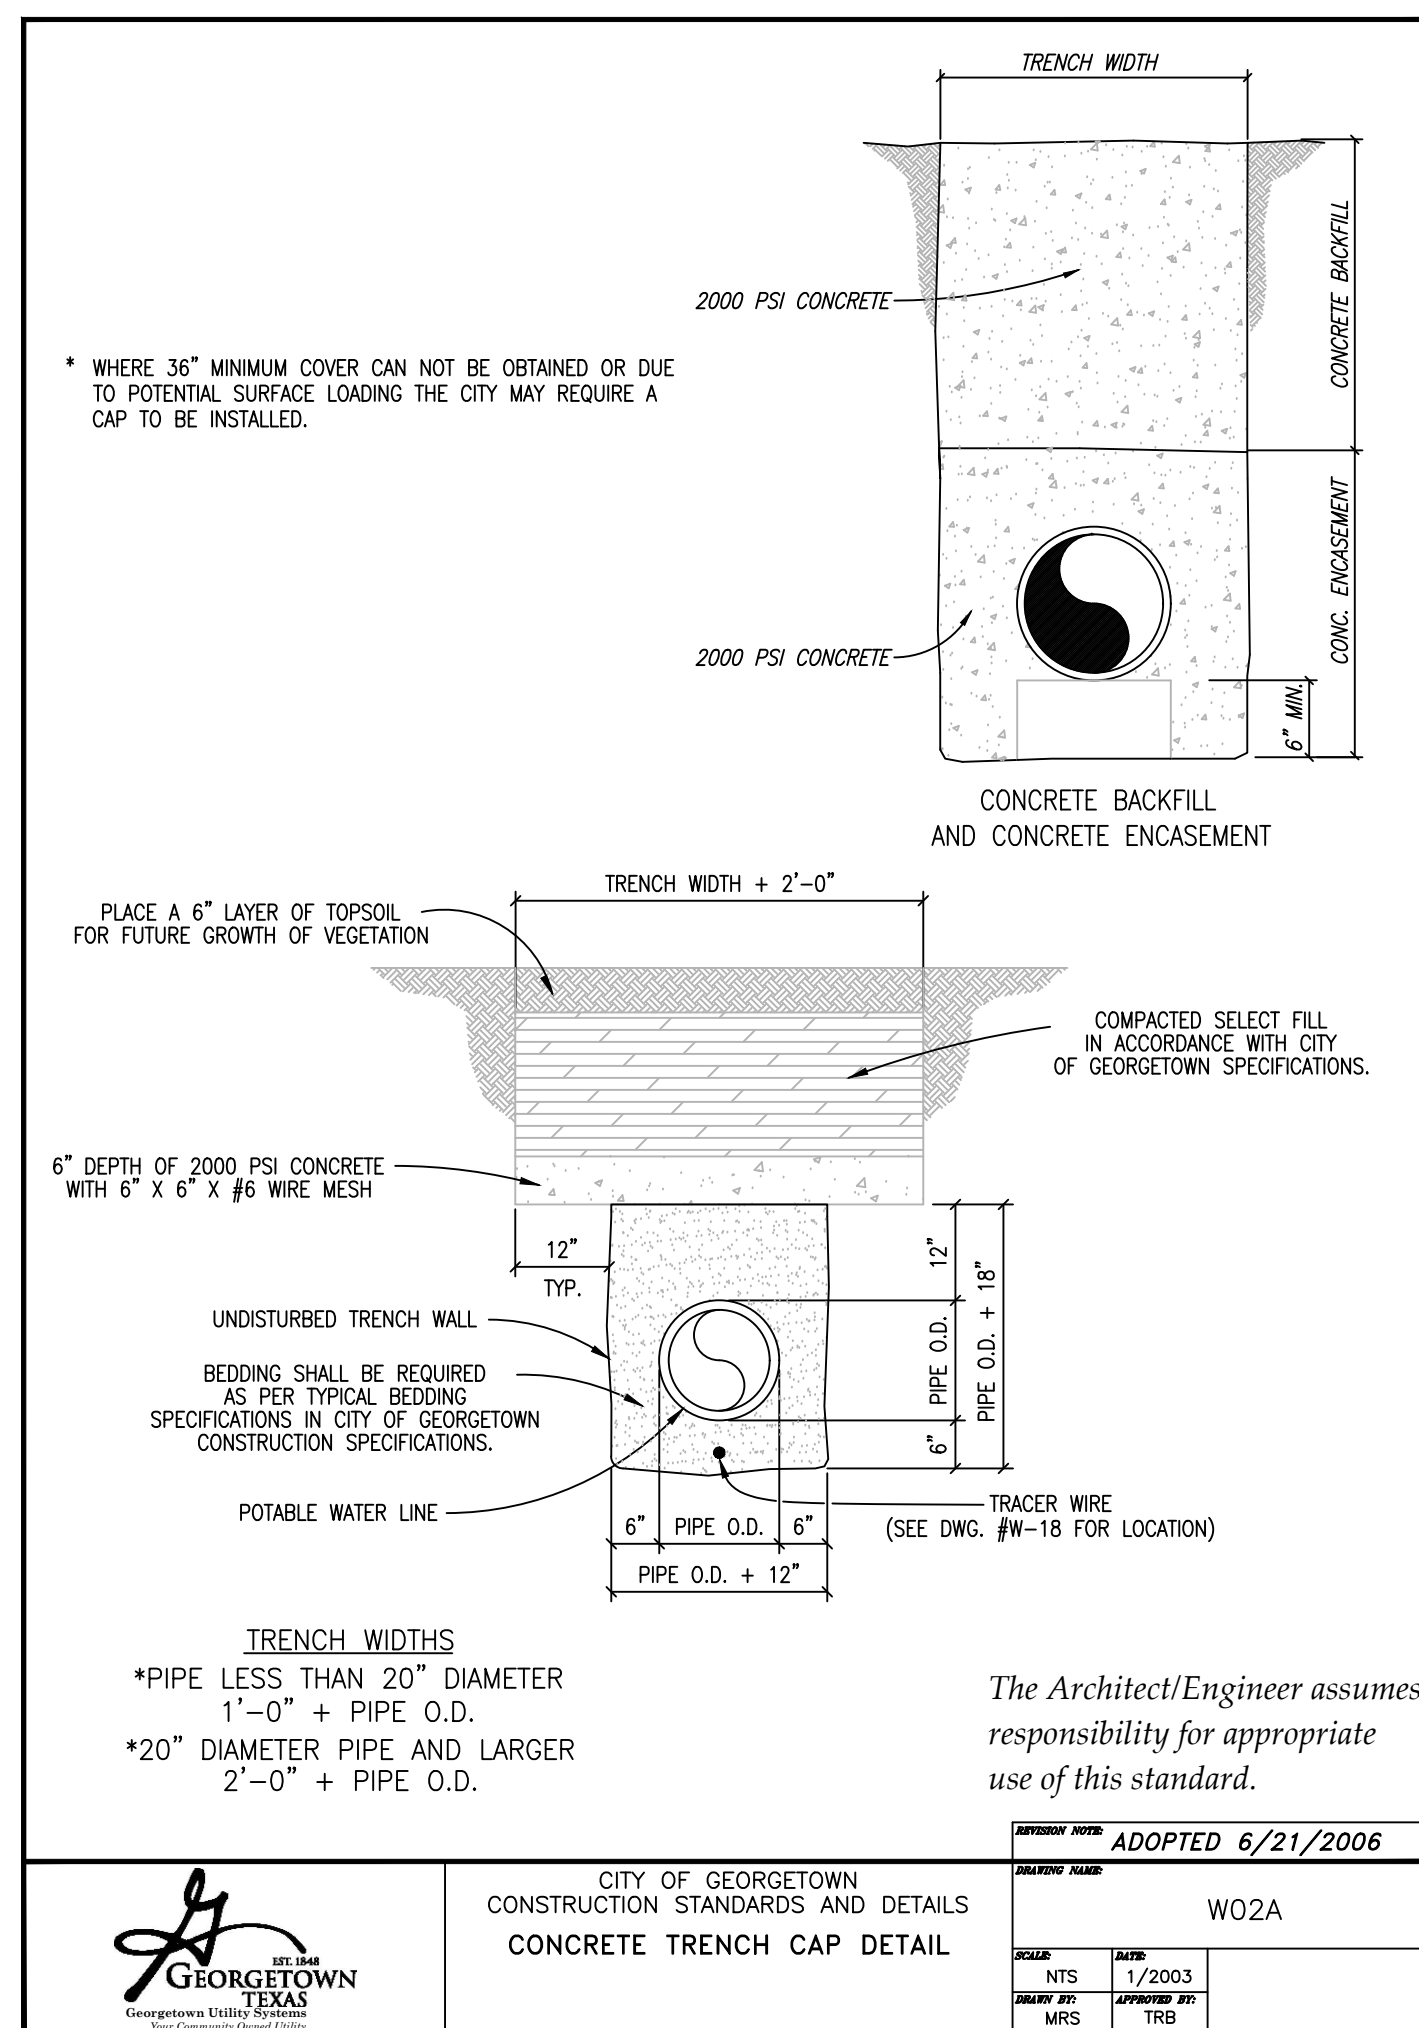 TRENCH WIDTH
2000 PSI CONCRETE
CONCRETE BACKFILL
* WHERE 36" MINIMUM COVER CAN NOT BE OBTAINED OR DUE
TO POTENTIAL SURFACE LOADING THE CITY MAY REQUIRE A
CAP TO BE INSTALLED.
CONC. ENCASEMENT
2000 PSI CONCRETE
6" MIN.
CONCRETE BACKFILL
AND CONCRETE ENCASEMENT
TRENCH WIDTH + 2'-0"
PLACE A 6" LAYER OF TOPSOIL
FOR FUTURE GROWTH OF VEGETATION
COMPACTED SELECT FILL
IN ACCORDANCE WITH CITY
OF GEORGETOWN SPECIFICATIONS.
6" DEPTH OF 2000 PSI CONCRETE
WITH 6" X 6" X #6 WIRE MESH
12"
TYP.
12"
PIPE O.D.
6"
PIPE O.D. + 18"
UNDISTURBED TRENCH WALL
BEDDING SHALL BE REQUIRED
AS PER TYPICAL BEDDING
SPECIFICATIONS IN CITY OF GEORGETOWN
CONSTRUCTION SPECIFICATIONS.
POTABLE WATER LINE
TRACER WIRE
(SEE DWG. #W-18 FOR LOCATION)
6" PIPE O.D. 6"
PIPE O.D. + 12"
TRENCH WIDTHS
*PIPE LESS THAN 20" DIAMETER
1'-0" + PIPE O.D.
*20" DIAMETER PIPE AND LARGER
2'-0" + PIPE O.D.
The Architect/Engineer assumes
responsibility for appropriate
use of this standard.
REVISION NOTE:
ADOPTED 6/21/2006
EST. 1848
GEORGETOWN
TEXAS
Georgetown Utility Systems
Your Community Owned Utility
CITY OF GEORGETOWN
CONSTRUCTION STANDARDS AND DETAILS
CONCRETE TRENCH CAP DETAIL
DRAWING NAME:
W02A
SCALE:
NTS
DATE:
1/2003
DRAWN BY:
MRS
APPROVED BY:
TRB